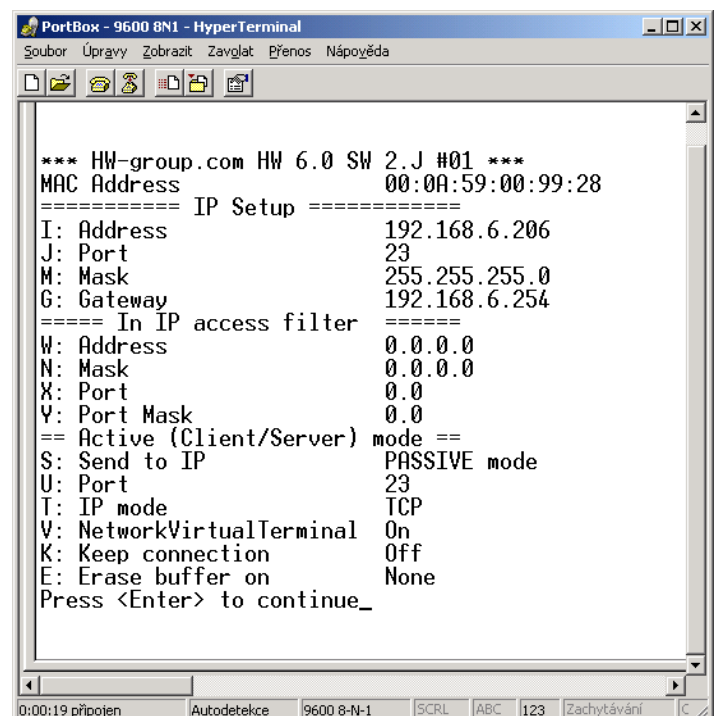 PortBox - 9600 8N1 - HyperTerminal
Soubor Úpravy Zobrazit Zavolat Přenos Nápověda
*** HW-group.com HW 6.0 SW 2.J #01 ***
MAC Address 00:0A:59:00:99:28
=========== IP Setup ============
I: Address 192.168.6.206
J: Port 23
M: Mask 255.255.255.0
G: Gateway 192.168.6.254
===== In IP access filter ======
W: Address 0.0.0.0
N: Mask 0.0.0.0
X: Port 0.0
Y: Port Mask 0.0
== Active (Client/Server) mode ==
S: Send to IP PASSIVE mode
U: Port 23
T: IP mode TCP
V: NetworkVirtualTerminal On
K: Keep connection Off
E: Erase buffer on None
Press <Enter> to continue_
0:00:19 připojen Autodetekce 9600 8-N-1 SCRL ABC 123 Zachytávání C